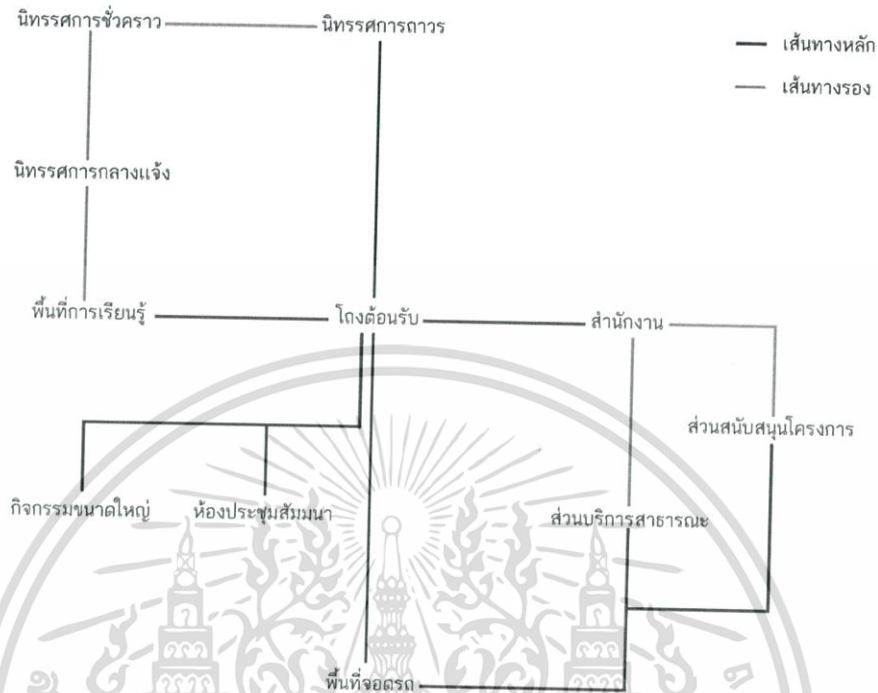 นิทรรศการชั่วคราว
นิทรรศการถาวร
เส้นทางหลัก
เส้นทางรอง
นิทรรศการกลางแจ้ง
พื้นที่การเรียนรู้
โถงต้อนรับ
สำนักงาน
ส่วนสนับสนุนโครงการ
กิจกรรมขนาดใหญ่
ห้องประชุมสัมมนา
ส่วนบริการสาธารณะ
พื้นที่จอดรถ